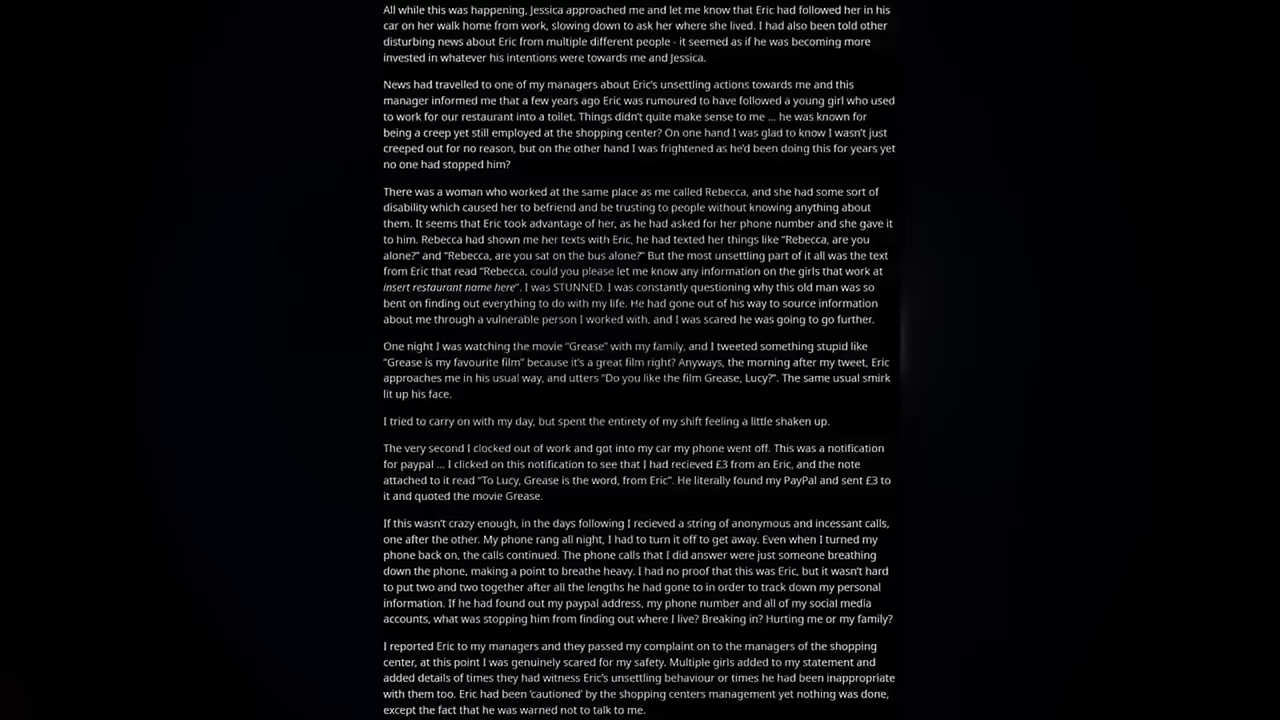 All while this was happening, Jessica approached me and let me know that Eric had followed her in his
car on her walk home from work, slowing down to ask her where she lived. I had also been told other
disturbing news about Eric from multiple different people - it seemed as if he was becoming more
invested in whatever his intentions were towards me and Jessica.
News had travelled to one of my managers about Eric's unsettling actions towards me and this
manager informed me that a few years ago Eric was rumoured to have followed a young girl who used
to work for our restaurant into a toilet. Things didn't quite make sense to me ... he was known for
being a creep yet still employed at the shopping center? On one hand I was glad to know I wasn't just
creeped out for no reason, but on the other hand I was frightened as he'd been doing this for years yet
no one had stopped him?
There was a woman who worked at the same place as me called Rebecca, and she had some sort of
disability which caused her to befriend and be trusting to people without knowing anything about
them. It seems that Eric took advantage of her, as he had asked for her phone number and she gave it
to him. Rebecca had shown me her texts with Eric, he had texted her things like "Rebecca, are you
alone?" and "Rebecca, are you sat on the bus alone?" But the most unsettling part of it all was the text
from Eric that read "Rebecca, could you please let me know any information on the girls that work at
insert restaurant name here". I was STUNNED. I was constantly questioning why this old man was so
bent on finding out everything to do with my life. He had gone out of his way to source information
about me through a vulnerable person I worked with, and I was scared he was going to go further.
One night I was watching the movie "Grease" with my family, and I tweeted something stupid like
"Grease is my favourite film" because it's a great film right? Anyways, the morning after my tweet, Eric
approaches me in his usual way, and utters "Do you like the film Grease, Lucy?". The same usual smirk
lit up his face.
I tried to carry on with my day, but spent the entirety of my shift feeling a little shaken up.
The very second I clocked out of work and got into my car my phone went off. This was a notification
for paypal ... I clicked on this notification to see that I had recieved £3 from an Eric, and the note
attached to it read "To Lucy, Grease is the word, from Eric". He literally found my PayPal and sent £3 to
it and quoted the movie Grease.
If this wasn't crazy enough, in the days following I recieved a string of anonymous and incessant calls,
one after the other. My phone rang all night, I had to turn it off to get away. Even when I turned my
phone back on, the calls continued. The phone calls that I did answer were just someone breathing
down the phone, making a point to breathe heavy. I had no proof that this was Eric, but it wasn't hard
to put two and two together after all the lengths he had gone to in order to track down my personal
information. If he had found out my paypal address, my phone number and all of my social media
accounts, what was stopping him from finding out where I live? Breaking in? Hurting me or my family?
I reported Eric to my managers and they passed my complaint on to the managers of the shopping
center, at this point I was genuinely scared for my safety. Multiple girls added to my statement and
added details of times they had witness Eric's unsettling behaviour or times he had been inappropriate
with them too. Eric had been 'cautioned' by the shopping centers management yet nothing was done,
except the fact that he was warned not to talk to me.